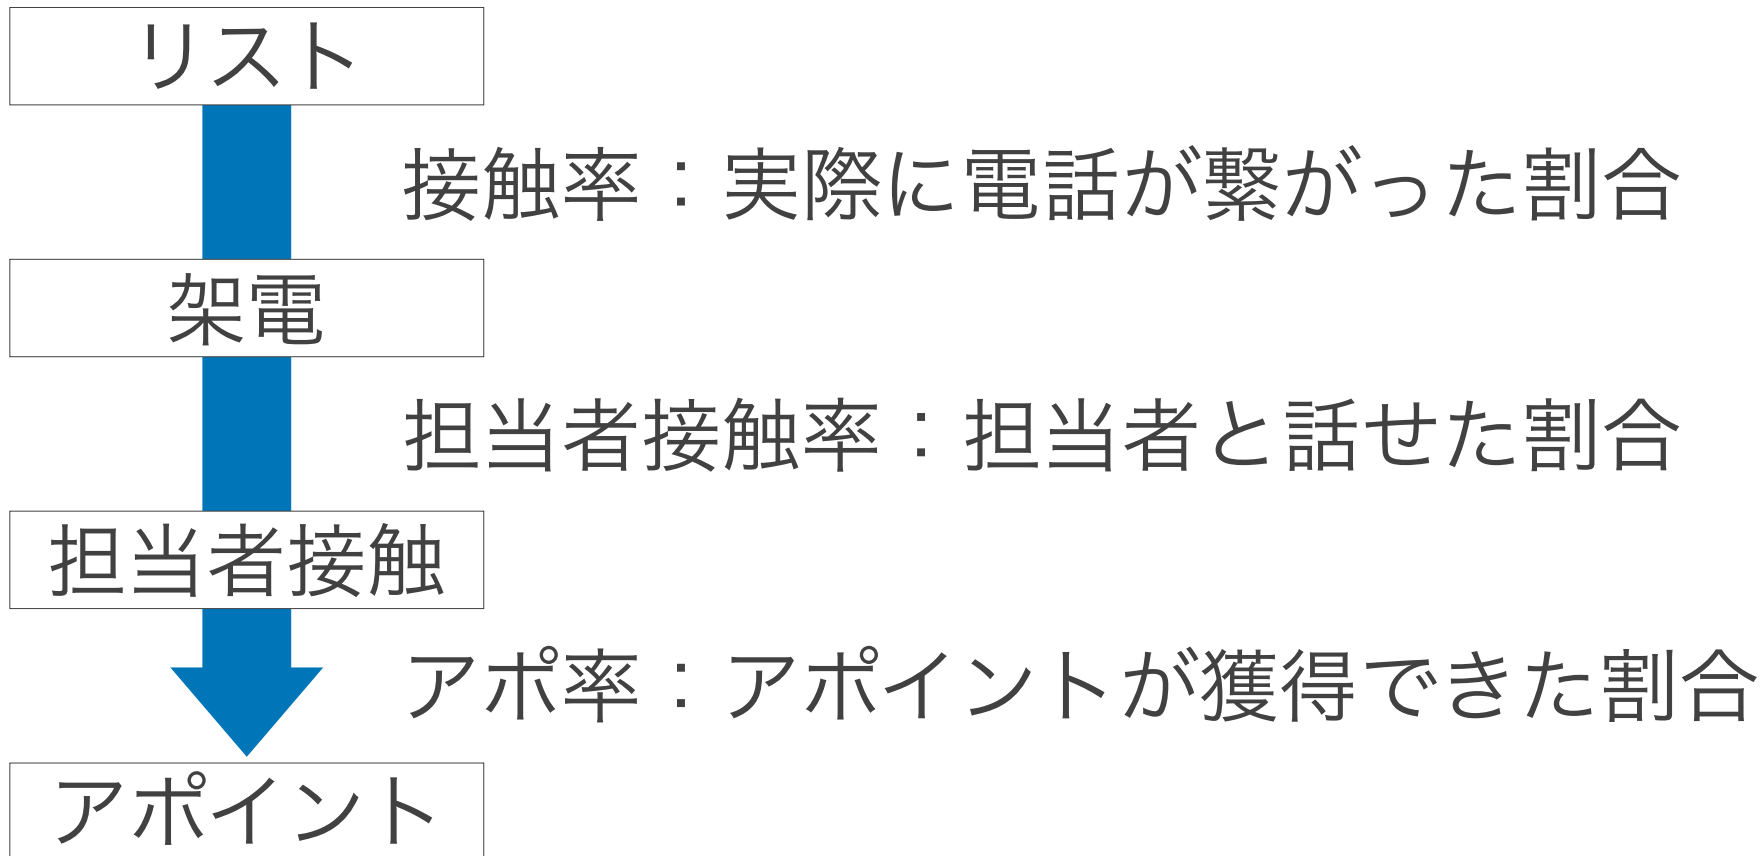 リスト
接触率：実際に電話が繋がった割合
架電
担当者接触率：担当者と話せた割合
担当者接触
アポ率：アポイントが獲得できた割合
アポイント